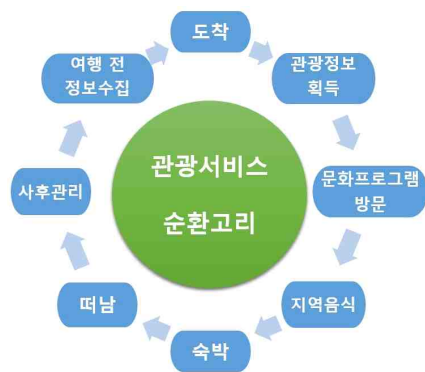 도착
여행 전
정보수집
관광정보
획득
관광서비스
순환고리
사후관리
문화프로그램
방문
떠남
지역음식
숙박